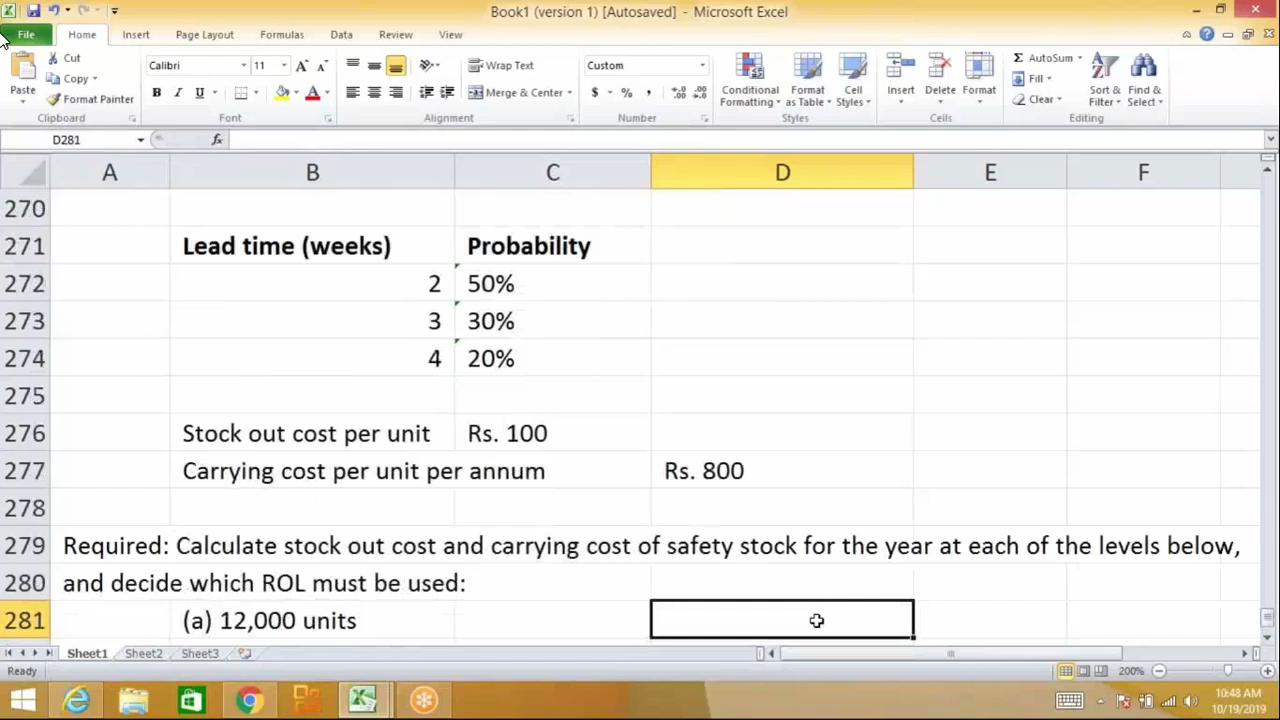 Book1 (version 1) [Autosaved] - Microsoft Excel
File Home Insert Page Layout Formulas Data Review View
Paste Cut Copy Format Painter Clipboard
Calibri 11 A A B I U A Font
Wrap Text Merge & Center Alignment
Custom $ % , Number
Conditional Formatting Format as Table Cell Styles Styles
Insert Delete Format Cells
Σ AutoSum Fill Clear Sort & Filter Find & Select Editing
D281 fx
A B C D E F
270
271 Lead time (weeks) Probability
272 2 50%
273 3 30%
274 4 20%
275
276 Stock out cost per unit Rs. 100
277 Carrying cost per unit per annum Rs. 800
278
279 Required: Calculate stock out cost and carrying cost of safety stock for the year at each of the levels below,
280 and decide which ROL must be used:
281 (a) 12,000 units
Sheet1 Sheet2 Sheet3
Ready 200%
10:48 AM
10/19/2019